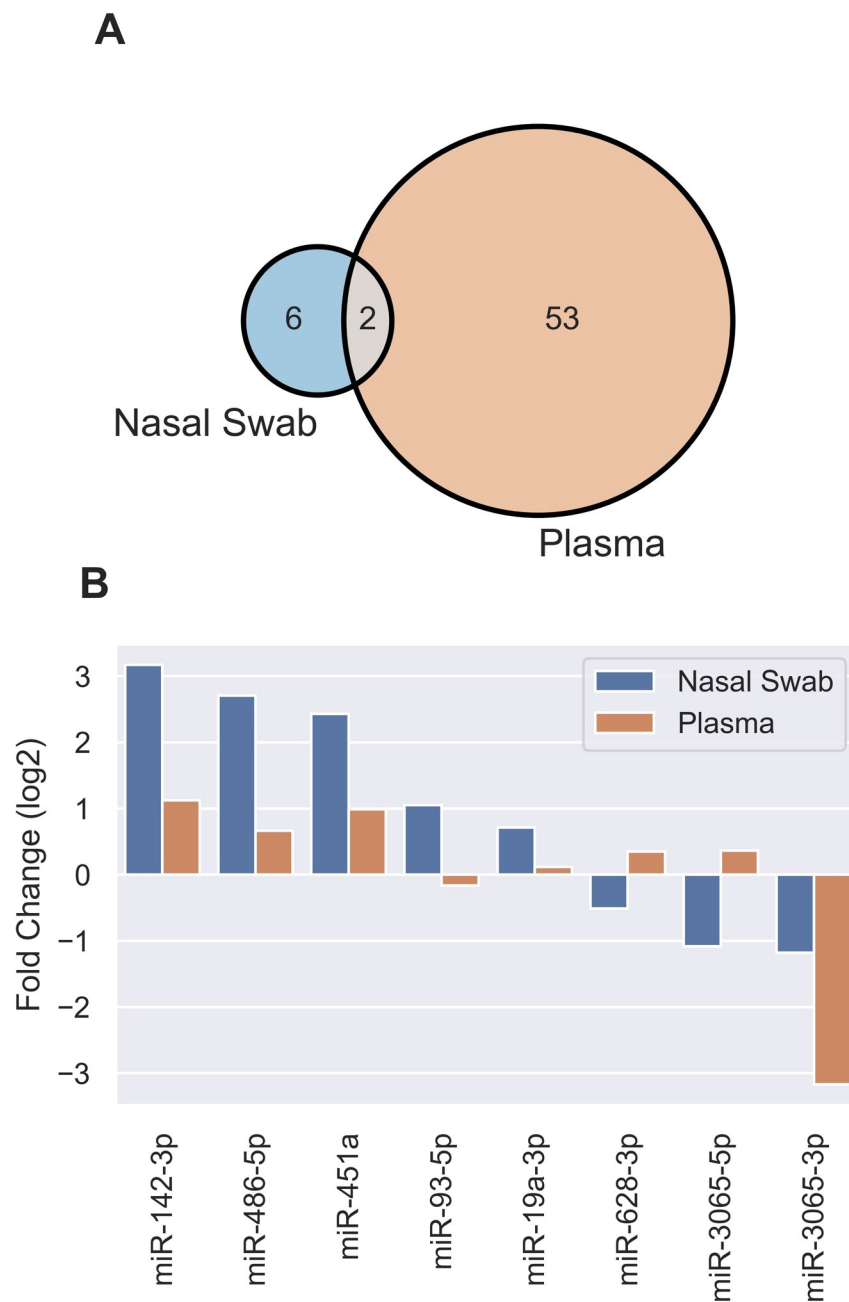 A
6
2
53
Nasal Swab
Plasma
B
Nasal Swab
Plasma
Fold Change (log2)
3
2
1
0
−1
−2
−3
miR-142-3p
miR-486-5p
miR-451a
miR-93-5p
miR-19a-3p
miR-628-3p
miR-3065-5p
miR-3065-3p